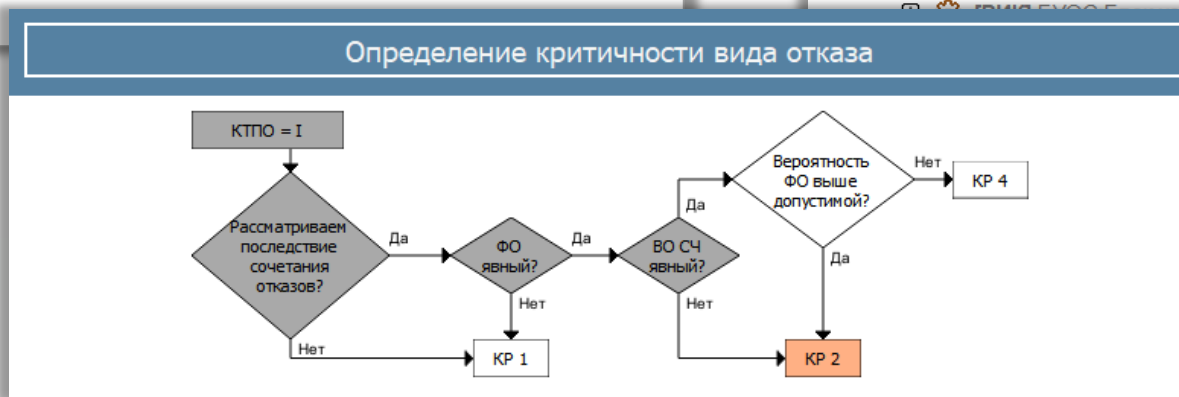 Определение критичности вида отказа
КТПО = I
Рассматриваем
последствие
сочетания
отказов?
Да
Нет
ФО
явный?
Да
Нет
КР 1
ВО СЧ
явный?
Да
Нет
Вероятность
ФО выше
допустимой?
Нет
КР 4
Да
КР 2